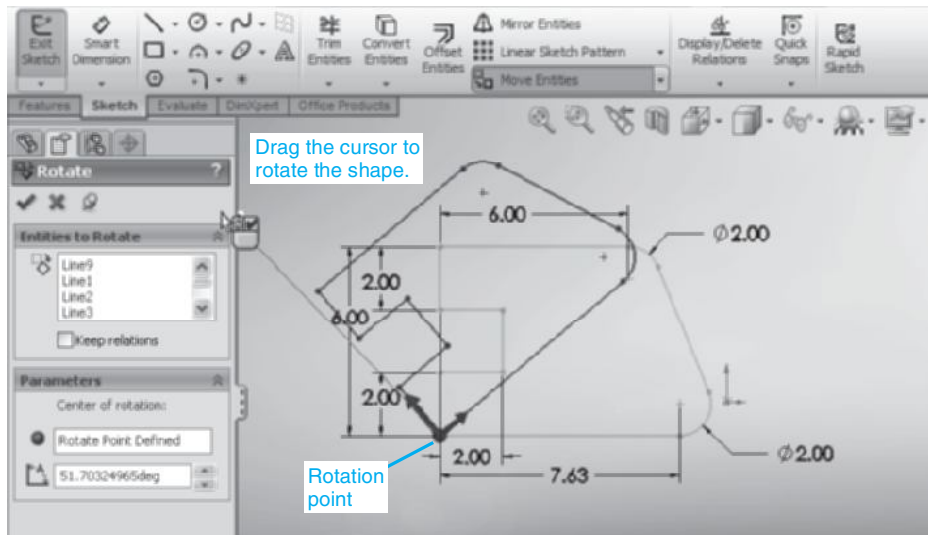 Exit
Sketch
Smart
Dimension
Trim
Entities
Convert
Entities
Offset
Entities
Mirror Entities
Linear Sketch Pattern
Move Entities
Display/Delete
Relations
Quick
Snaps
Rapid
Sketch
Features
Sketch
Evaluate
DimXpert
Office Products
Rotate
?
Entities to Rotate
Line9
Line1
Line2
Line3
Keep relations
Parameters
Center of rotation:
Rotate Point Defined
51.70324965deg
Drag the cursor to
rotate the shape.
6.00
Ø2.00
2.00
6.00
2.00
2.00
7.63
Ø2.00
Rotation
point